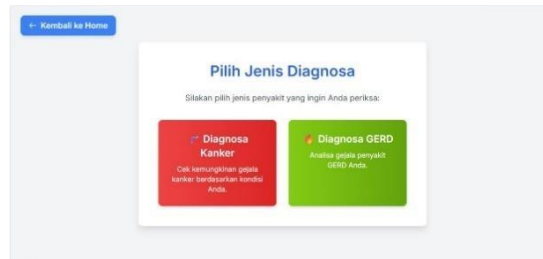 ← Kembali ke Home
Pilih Jenis Diagnosa
Silakan pilih jenis penyakit yang ingin Anda periksa:
Diagnosa
Kanker
Cek kemungkinan gejala
kanker berdasarkan kondisi
Anda.
Diagnosa GERD
Analisa gejala penyakit
GERD Anda.